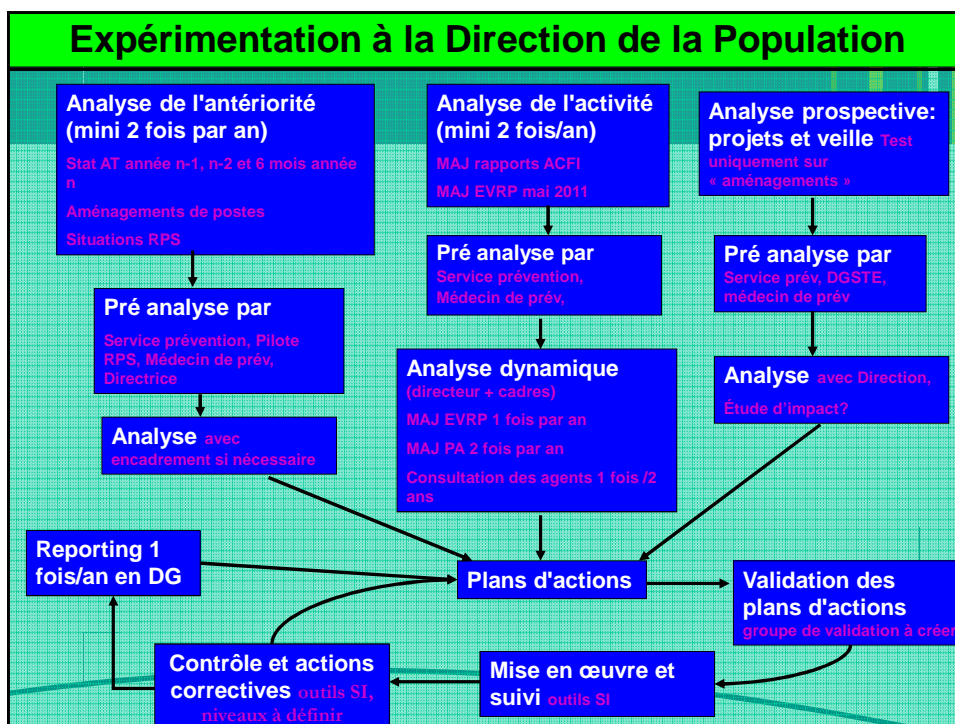 Expérimentation à la Direction de la Population
Analyse de l'antériorité
(mini 2 fois par an)
Stat AT année n-1, n-2 et 6 mois année
n
Aménagements de postes
Situations RPS
Analyse de l'activité
(mini 2 fois/an)
MAJ rapports ACFI
MAJ EVRP mai 2011
Analyse prospective:
projets et veille Test
uniquement sur
« aménagements »
Pré analyse par
Service prévention, Pilote
RPS, Médecin de prév,
Directrice
Pré analyse par
Service prévention,
Médecin de prév,
Pré analyse par
Service prév, DGSTE,
médecin de prév
Analyse avec
encadrement si nécessaire
Analyse dynamique
(directeur + cadres)
MAJ EVRP 1 fois par an
MAJ PA 2 fois par an
Consultation des agents 1 fois /2
ans
Analyse avec Direction,
Étude d'impact?
Reporting 1
fois/an en DG
Plans d'actions
Validation des
plans d'actions
groupe de validation à créer
Contrôle et actions
correctives outils SI,
niveaux à définir
Mise en œuvre et
suivi outils SI